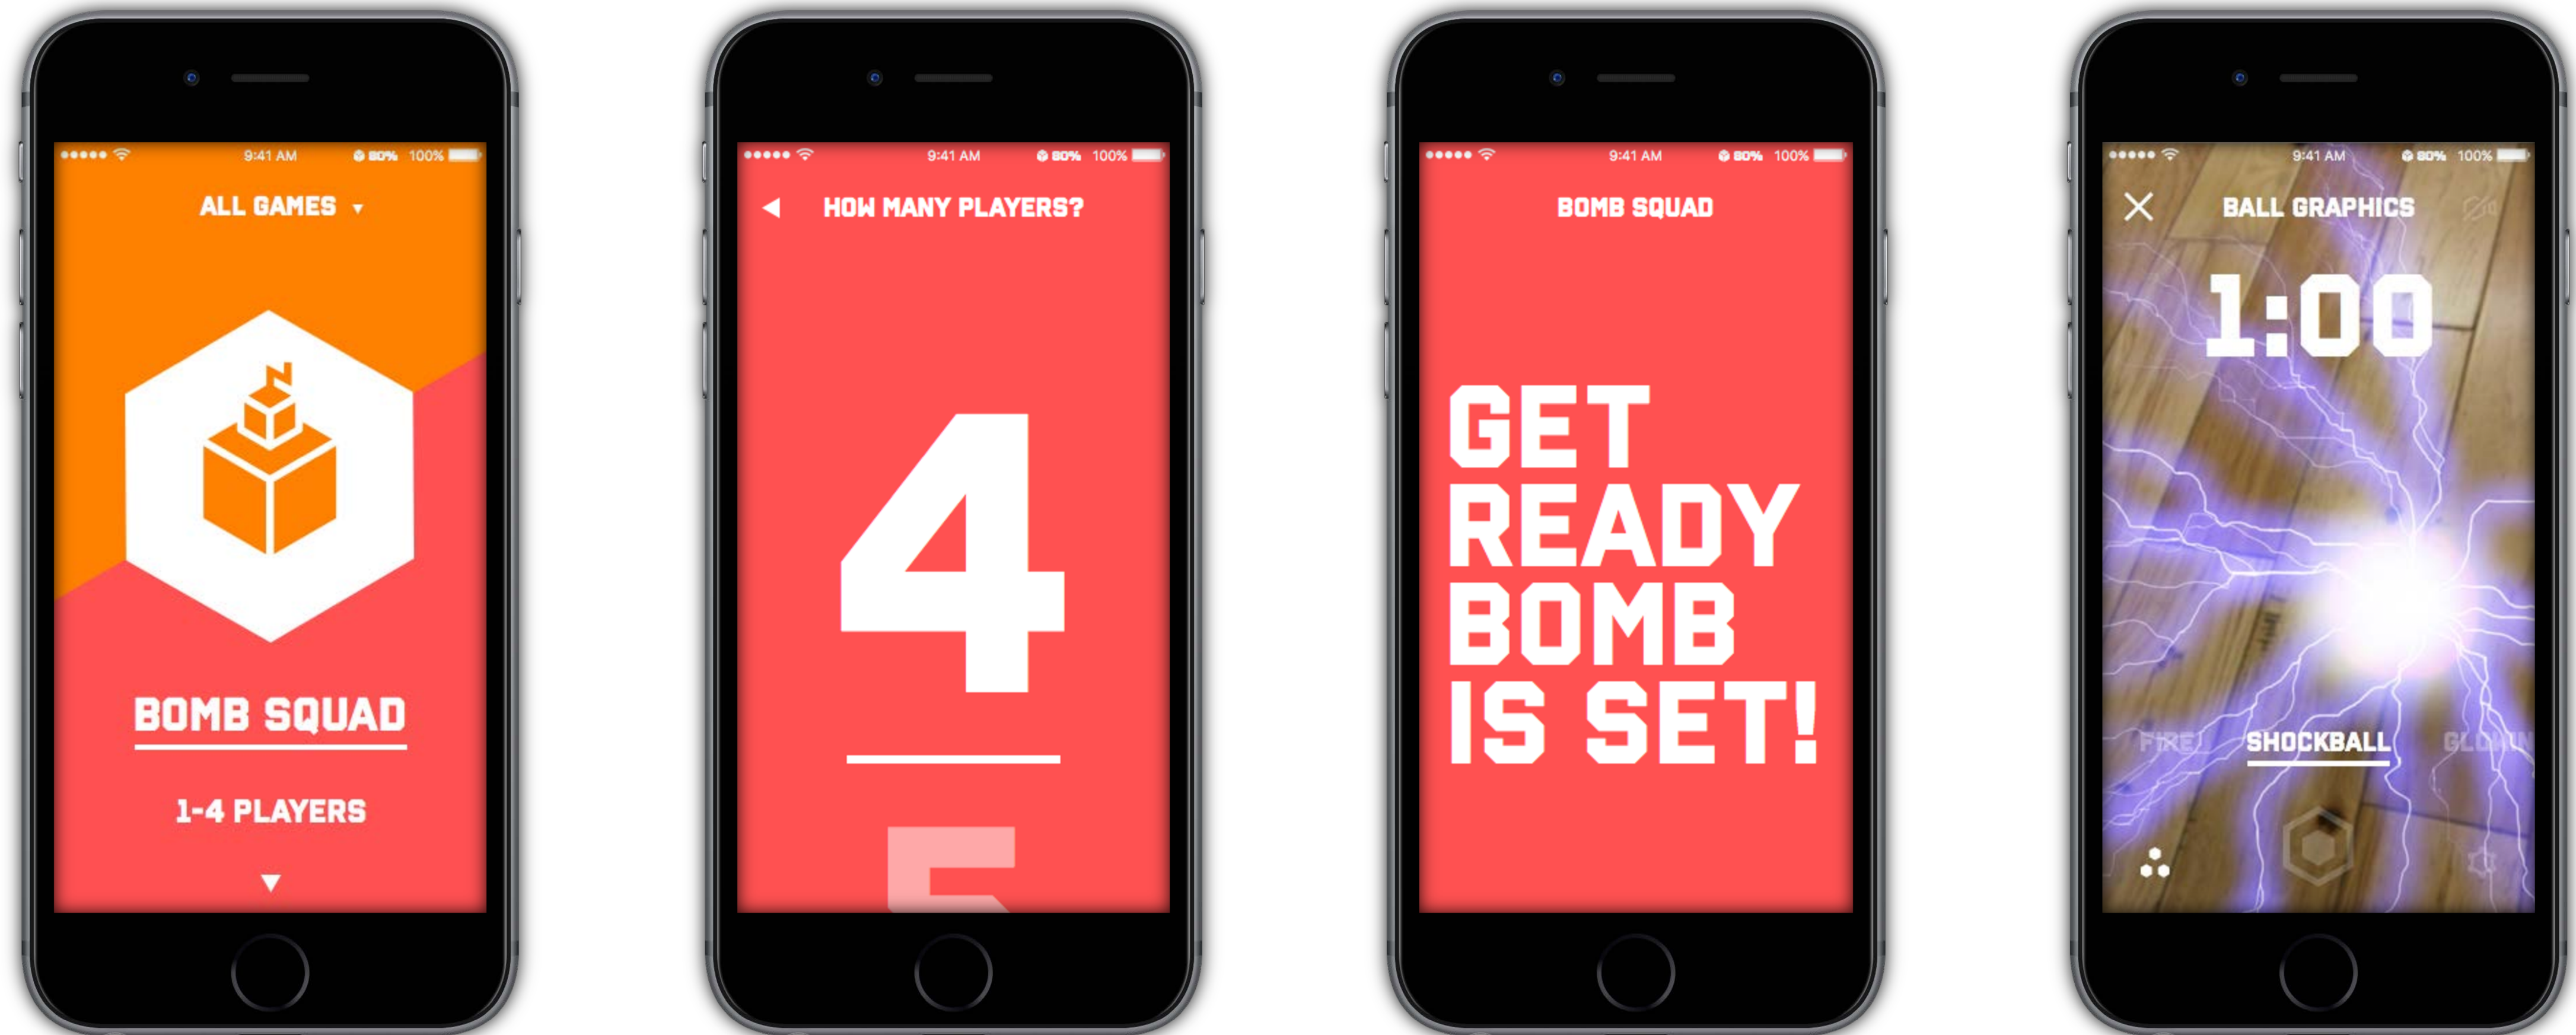 9:41 AM 80% 100%
ALL GAMES
BOMB SQUAD
1-4 PLAYERS
9:41 AM 80% 100%
HOW MANY PLAYERS?
4
5
9:41 AM 80% 100%
BOMB SQUAD
GET
READY
BOMB
IS SET!
9:41 AM 80% 100%
BALL GRAPHICS
1:00
FIRE SHOCKBALL GLOWIN